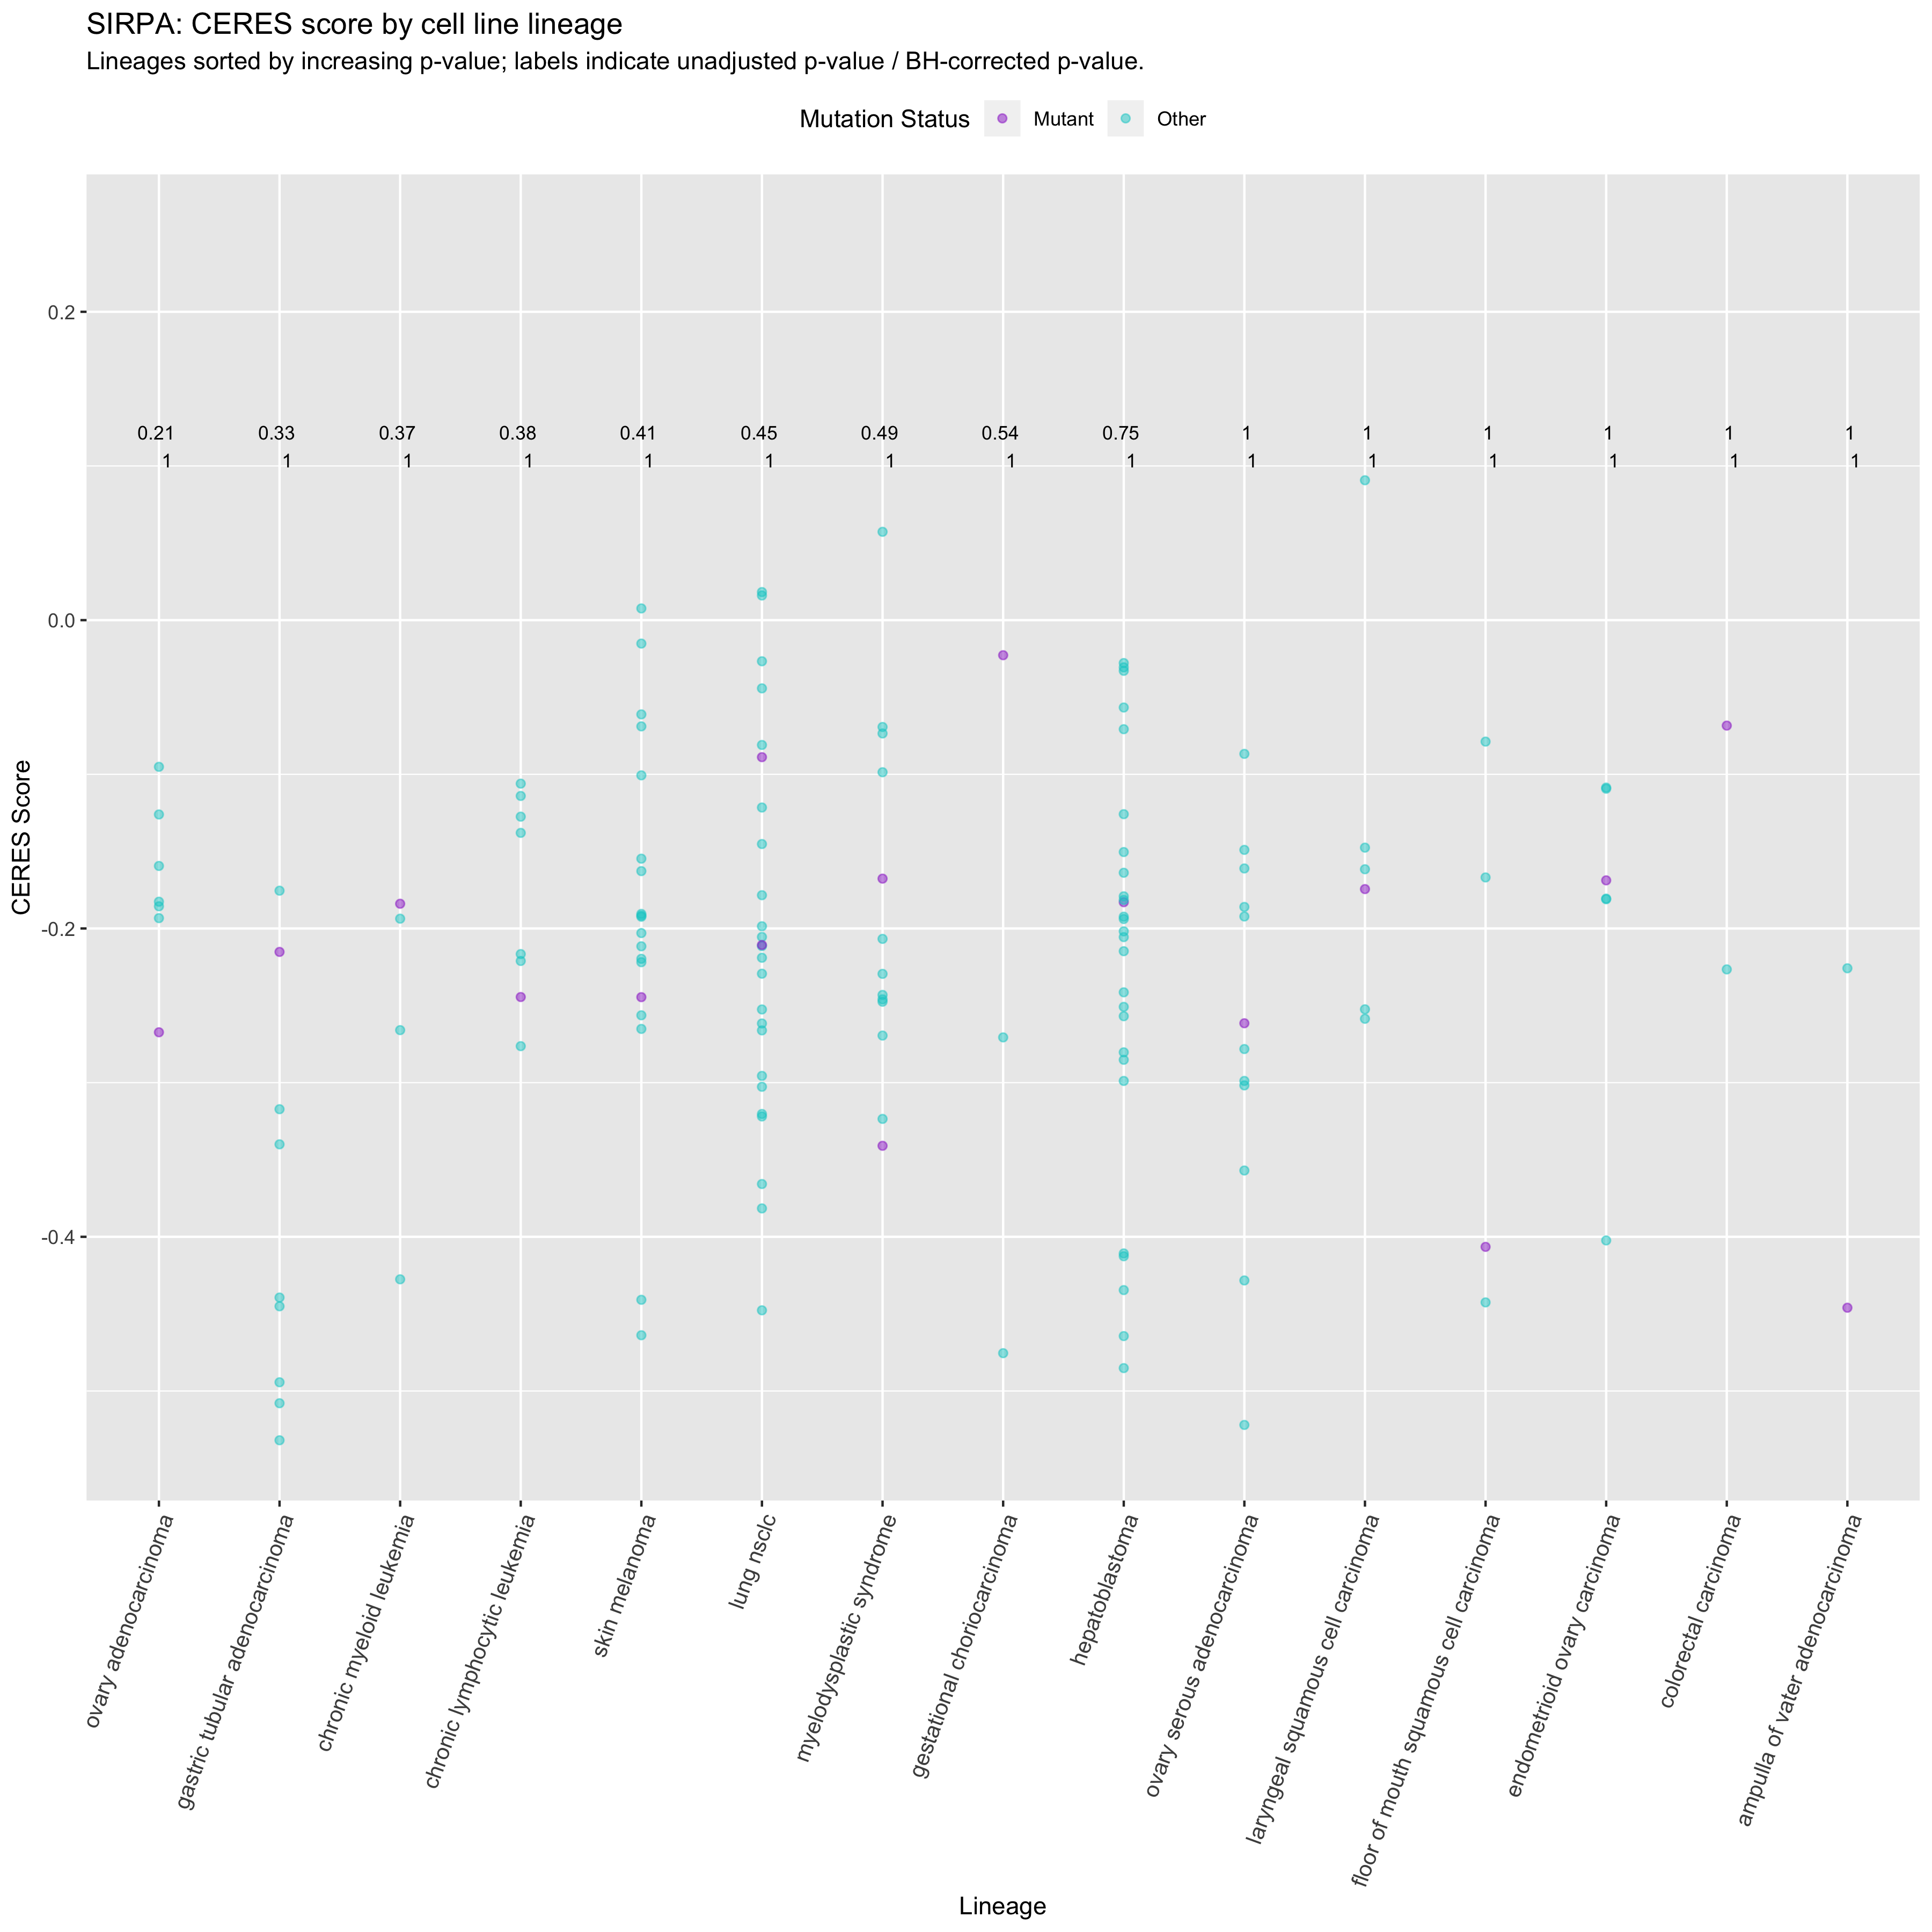 SIRPA: CERES score by cell line lineage
Lineages sorted by increasing p-value; labels indicate unadjusted p-value / BH-corrected p-value.
Mutation Status Mutant Other
0.2
0.0
-0.2
-0.4
CERES Score
0.21 0.33 0.37 0.38 0.41 0.45 0.49 0.54 0.75 1 1 1 1 1 1
1 1 1 1 1 1 1 1 1 1 1 1 1 1 1
ovary adenocarcinoma
gastric tubular adenocarcinoma
chronic myeloid leukemia
chronic lymphocytic leukemia
skin melanoma
lung nsclc
myelodysplastic syndrome
gestational choriocarcinoma
hepatoblastoma
ovary serous adenocarcinoma
laryngeal squamous cell carcinoma
floor of mouth squamous cell carcinoma
endometrioid ovary carcinoma
colorectal carcinoma
ampulla of vater adenocarcinoma
Lineage